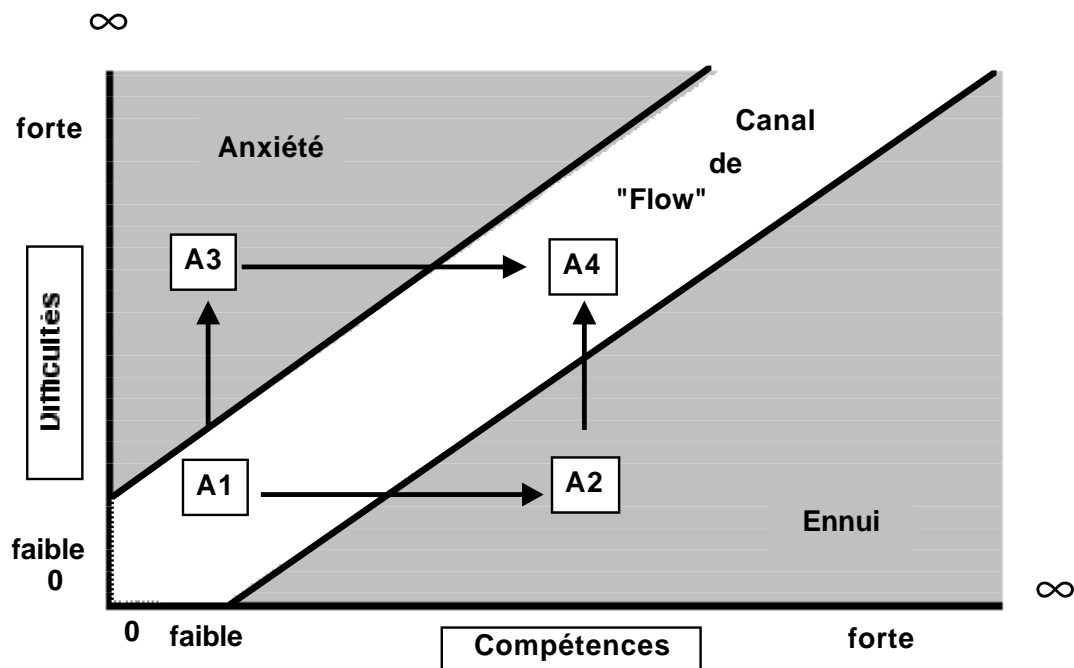 ∞
forte
Anxiété
Canal
de
"Flow"
A3
A4
Difficultés
A1
A2
Ennui
faible
0
∞
0
faible
Compétences
forte